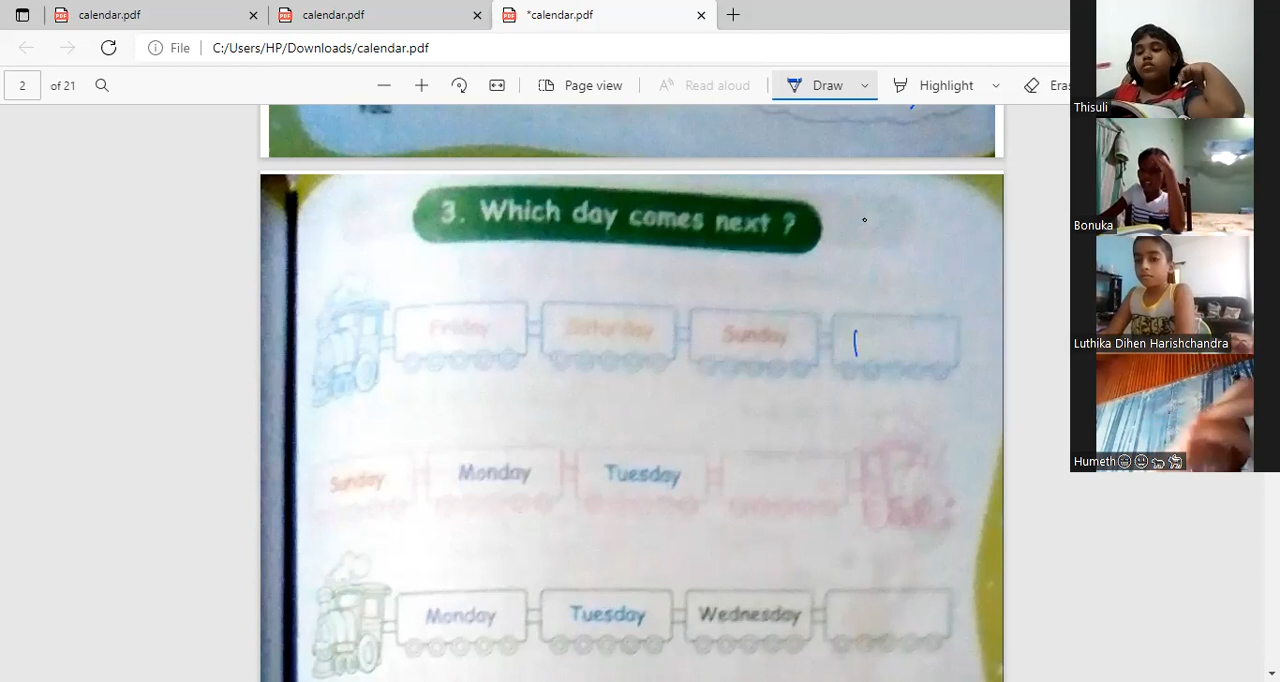 calendar.pdf
calendar.pdf
*calendar.pdf
File
C:/Users/HP/Downloads/calendar.pdf
2 of 21
Page view
Read aloud
Draw
Highlight
Era
Thisuli
Bonuka
Luthika Dihen Harishchandra
Humeth😀🙂🐂🐕
3. Which day comes next ?
Friday Saturday Sunday
Sunday Monday Tuesday
Monday Tuesday Wednesday